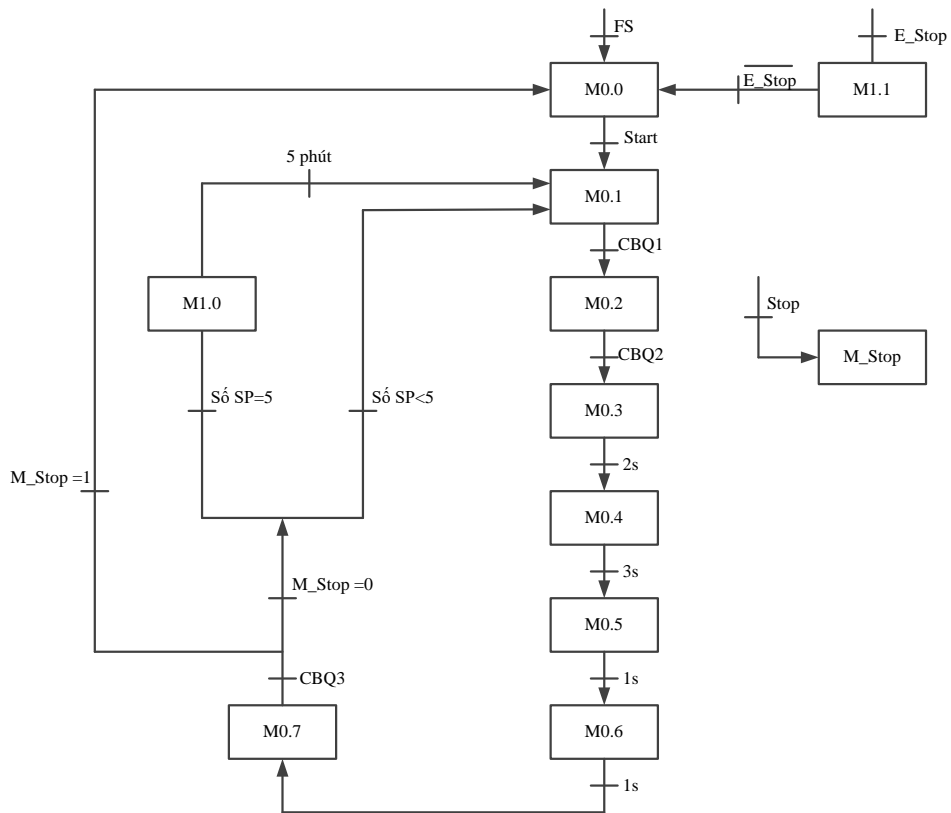 FS
E_Stop
M0.0
E_Stop
M1.1
Start
5 phút
M0.1
CBQ1
M1.0
M0.2
Stop
CBQ2
M_Stop
Số SP=5
Số SP<5
M0.3
M_Stop =1
2s
M0.4
M_Stop =0
3s
M0.5
CBQ3
1s
M0.7
M0.6
1s